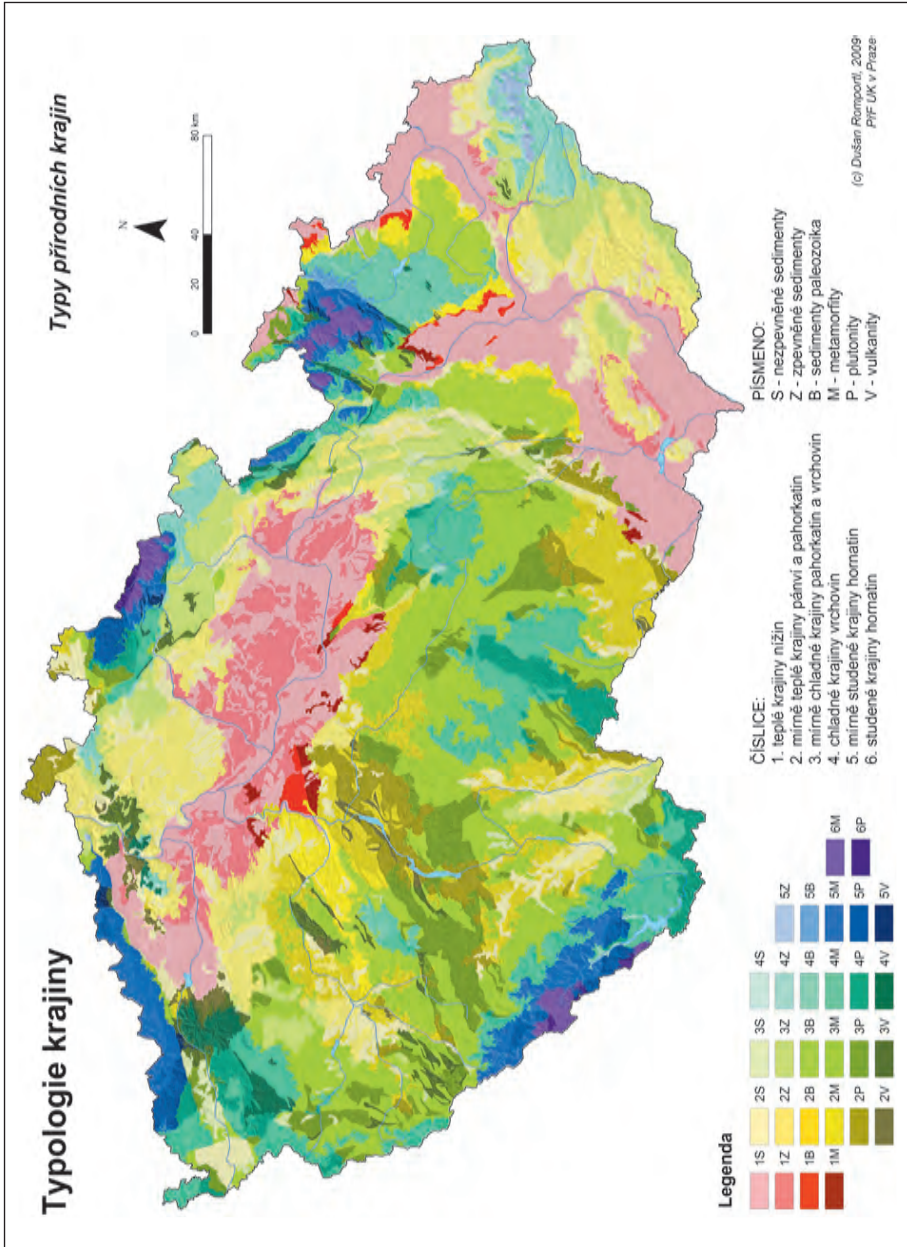 Typologie krajiny
Typy přírodních krajin
N
0 20 40 80 km
Legenda
1S 2S 3S 4S
1Z 2Z 3Z 4Z 5Z
1B 2B 3B 4B 5B
1M 2M 3M 4M 5M 6M
2P 3P 4P 5P 6P
2V 3V 4V 5V
ČÍSLICE:
1. teplé krajiny nížin
2. mírně teplé krajiny pánví a pahorkatin
3. mírně chladné krajiny pahorkatin a vrchovin
4. chladné krajiny vrchovin
5. mírně studené krajiny hornatin
6. studené krajiny hornatin
PÍSMENO:
S - nezpevněné sedimenty
Z - zpevněné sedimenty
B - sedimenty paleozoika
M - metamorfity
P - plutonity
V - vulkanity
(c) Dušan Romportl, 2009
PřF UK v Praze